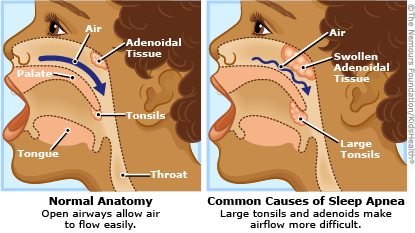 Air
Adenoidal
Tissue
Palate
Tonsils
Tongue
Throat
Normal Anatomy
Open airways allow air
to flow easily.
Air
Swollen
Adenoidal
Tissue
Large
Tonsils
Common Causes of Sleep Apnea
Large tonsils and adenoids make
airflow more difficult.
©The Nemours Foundation/KidsHealth®